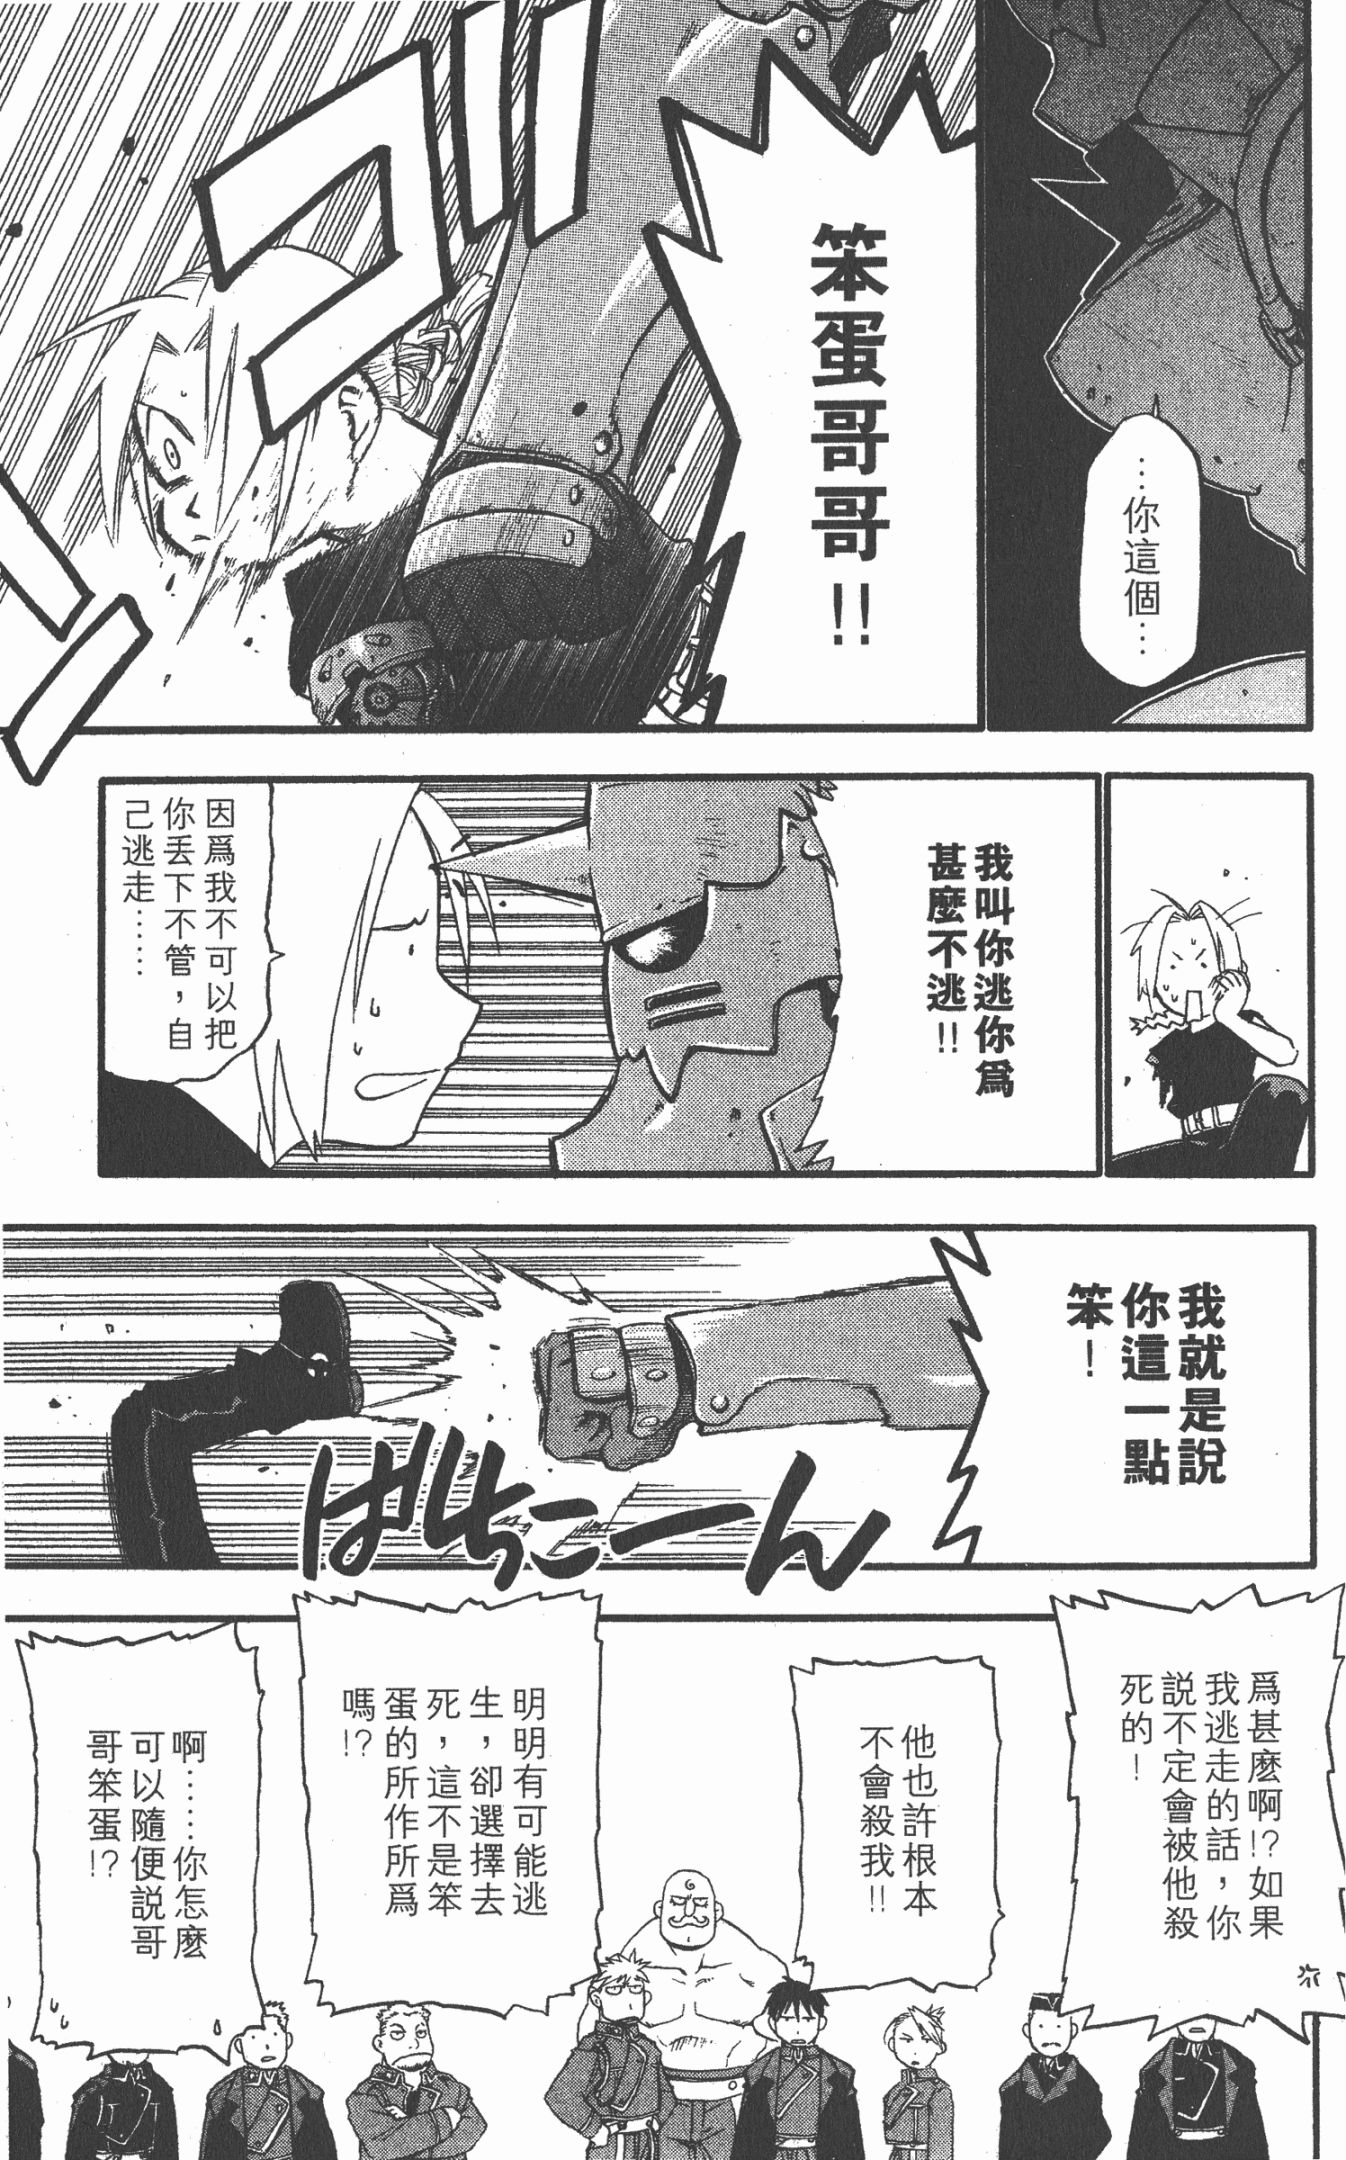 …你這個…
笨蛋哥哥!!
ゴッ
我叫你逃你爲
甚麼不逃!!
因爲我不可以把
你丟下不管，自
己逃走……
我就是說
你這一點
笨！
ばちこーん
爲甚麼啊!?如果
我逃走的話，你
說不定會被他殺
死的！
他也許根本
不會殺我!!
明明有可能逃
生，卻選擇去
死，這不是笨
蛋的所作所爲
嗎!?
啊……你怎麼
可以隨便說哥
哥笨蛋!?